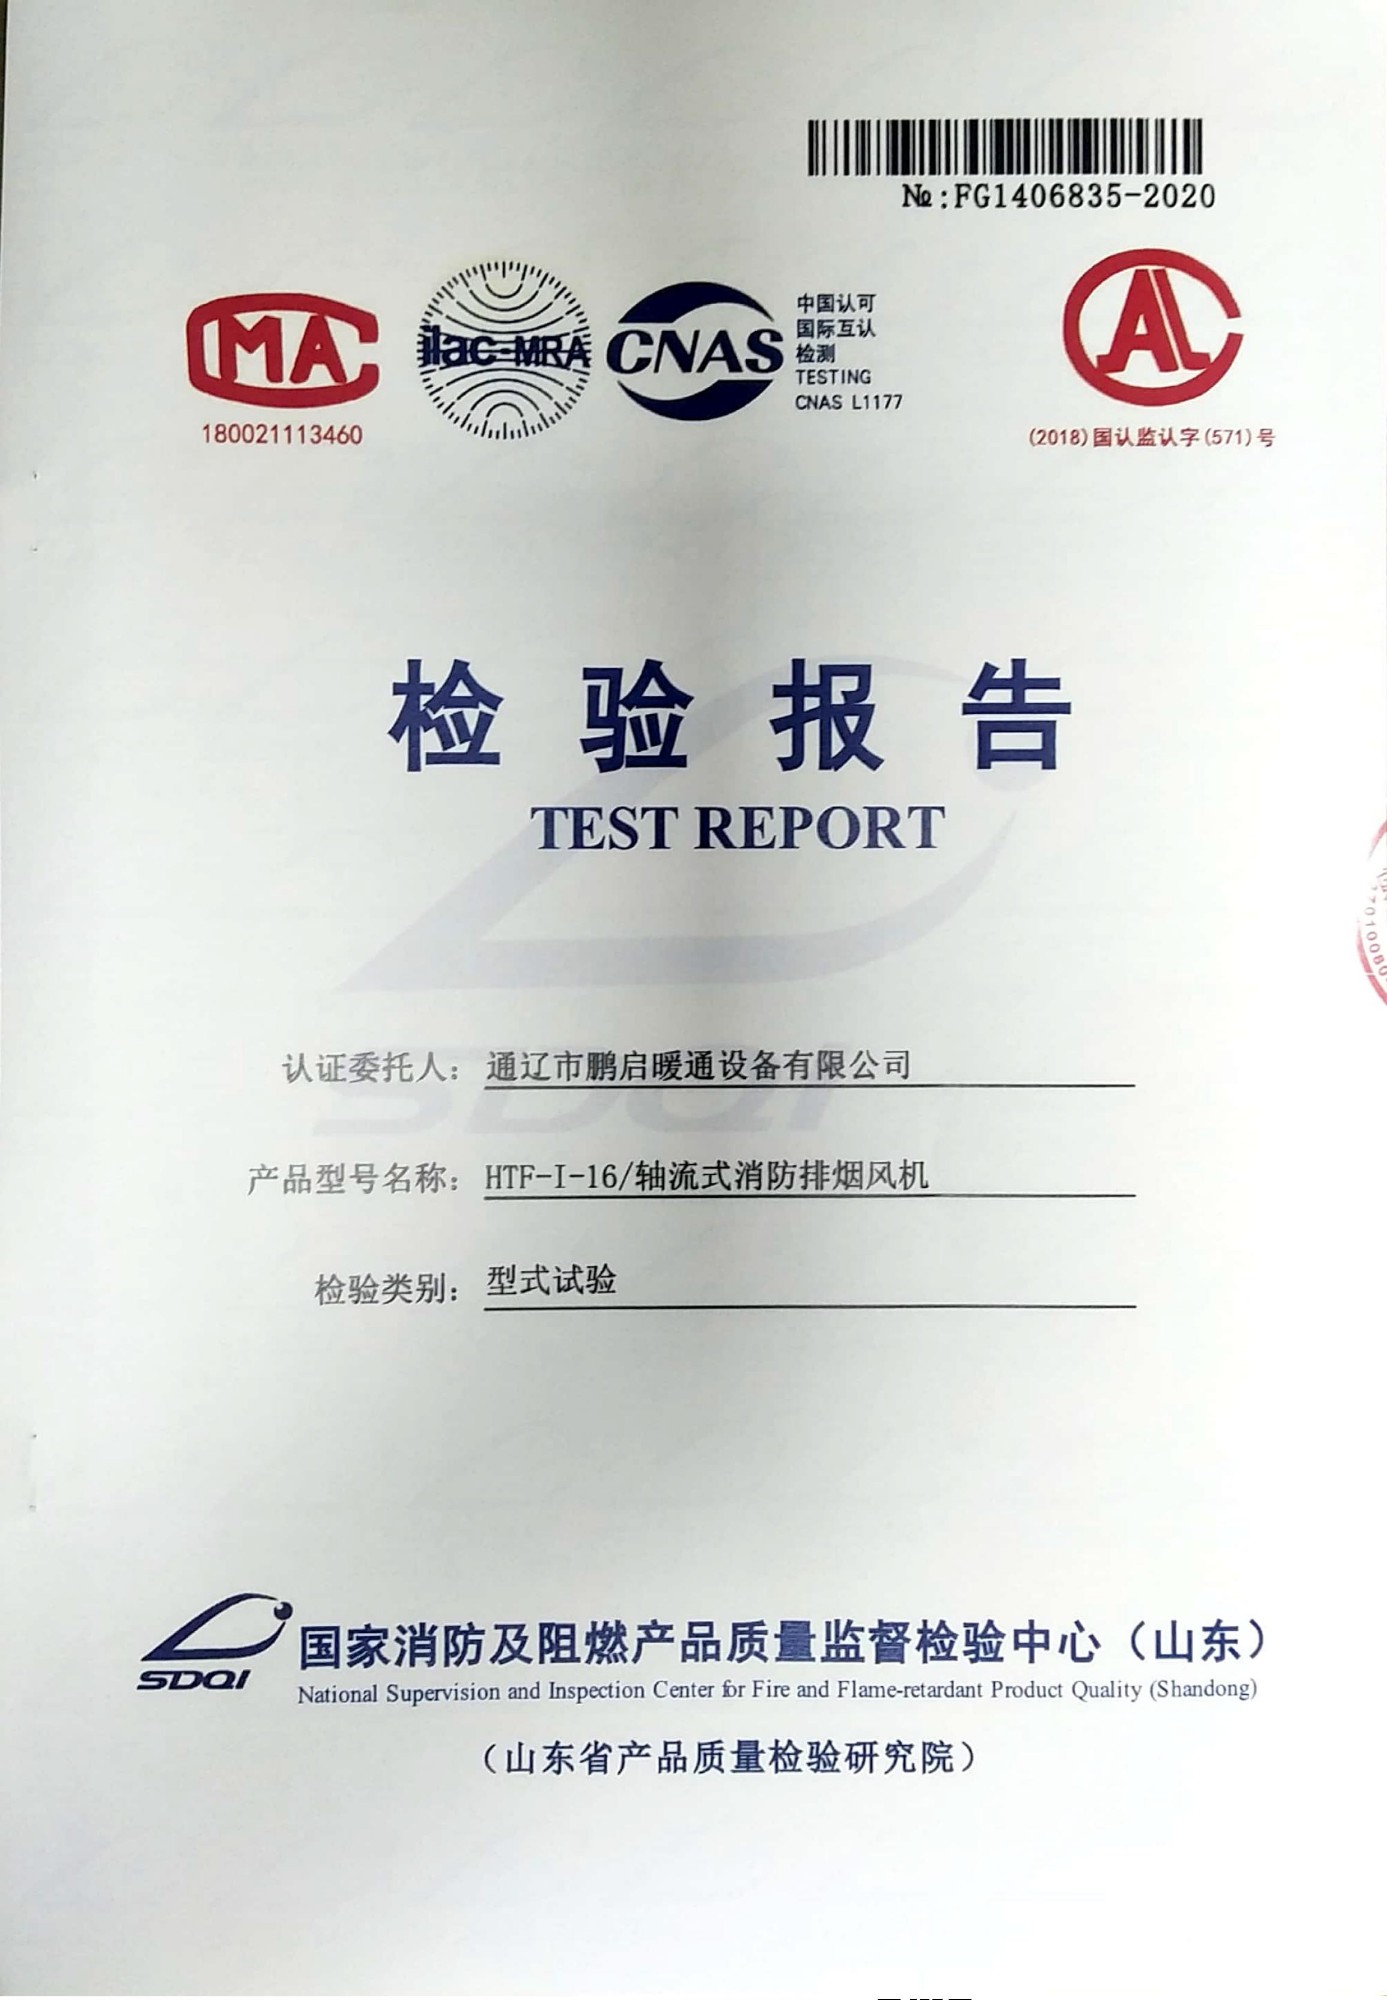 №:FG1406835-2020
CMA
ilac-MRA
CNAS
中国认可
国际互认
检测
TESTING
CNAS L1177
CAL
180021113460
(2018)国认监认字(571)号
检验报告
TEST REPORT
认证委托人：通辽市鹏启暖通设备有限公司
SDQI
产品型号名称：HTF-I-16/轴流式消防排烟风机
检验类别：型式试验
SDQI
国家消防及阻燃产品质量监督检验中心（山东）
National Supervision and Inspection Center for Fire and Flame-retardant Product Quality (Shandong)
（山东省产品质量检验研究院）